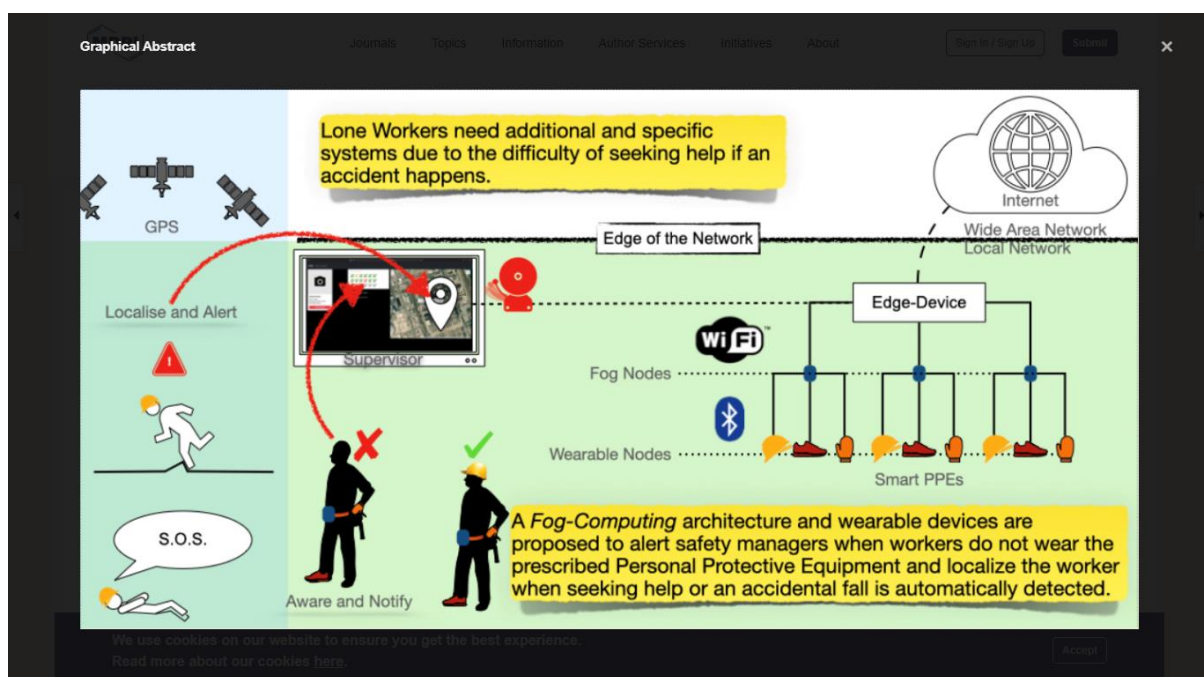 Graphical Abstract
Journals Topics Information Author Services Initiatives About Sign In / Sign Up Submit
Lone Workers need additional and specific
systems due to the difficulty of seeking help if an
accident happens.
GPS
Internet
Wide Area Network
Edge of the Network
Local Network
Localise and Alert
Edge-Device
Supervisor
WiFi
Fog Nodes
Wearable Nodes
Smart PPEs
S.O.S.
A Fog-Computing architecture and wearable devices are
proposed to alert safety managers when workers do not wear the
prescribed Personal Protective Equipment and localize the worker
when seeking help or an accidental fall is automatically detected.
Aware and Notify
We use cookies on our website to ensure you get the best experience.
Read more about our cookies here.
Accept